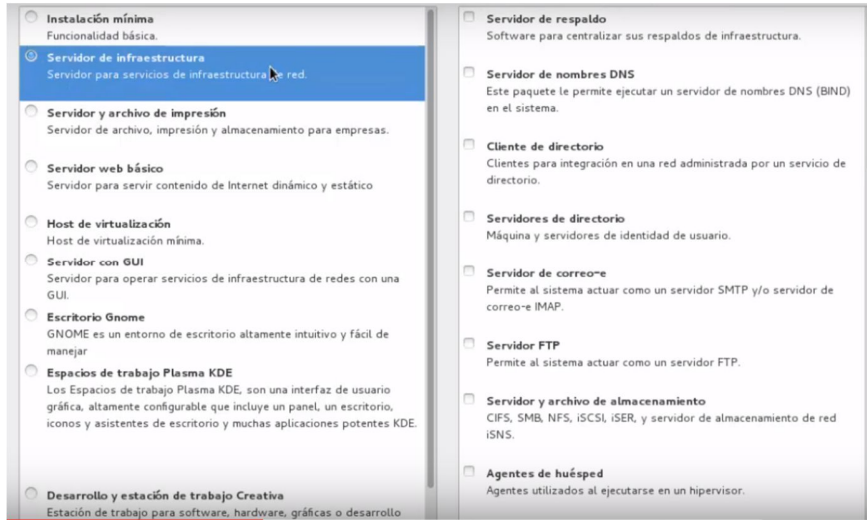 Instalación mínima
Funcionalidad básica.
Servidor de infraestructura
Servidor para servicios de infraestructura de red.
Servidor y archivo de impresión
Servidor de archivo, impresión y almacenamiento para empresas.
Servidor web básico
Servidor para servir contenido de Internet dinámico y estático
Host de virtualización
Host de virtualización mínima.
Servidor con GUI
Servidor para operar servicios de infraestructura de redes con una
GUI.
Escritorio Gnome
GNOME es un entorno de escritorio altamente intuitivo y fácil de
manejar
Espacios de trabajo Plasma KDE
Los Espacios de trabajo Plasma KDE, son una interfaz de usuario
gráfica, altamente configurable que incluye un panel, un escritorio,
iconos y asistentes de escritorio y muchas aplicaciones potentes KDE.
Desarrollo y estación de trabajo Creativa
Estación de trabajo para software, hardware, gráficas o desarrollo
Servidor de respaldo
Software para centralizar sus respaldos de infraestructura.
Servidor de nombres DNS
Este paquete le permite ejecutar un servidor de nombres DNS (BIND)
en el sistema.
Cliente de directorio
Clientes para integración en una red administrada por un servicio de
directorio.
Servidores de directorio
Máquina y servidores de identidad de usuario.
Servidor de correo-e
Permite al sistema actuar como un servidor SMTP y/o servidor de
correo-e IMAP.
Servidor FTP
Permite al sistema actuar como un servidor FTP.
Servidor y archivo de almacenamiento
CIFS, SMB, NFS, iSCSI, iSER, y servidor de almacenamiento de red
iSNS.
Agentes de huésped
Agentes utilizados al ejecutarse en un hipervisor.